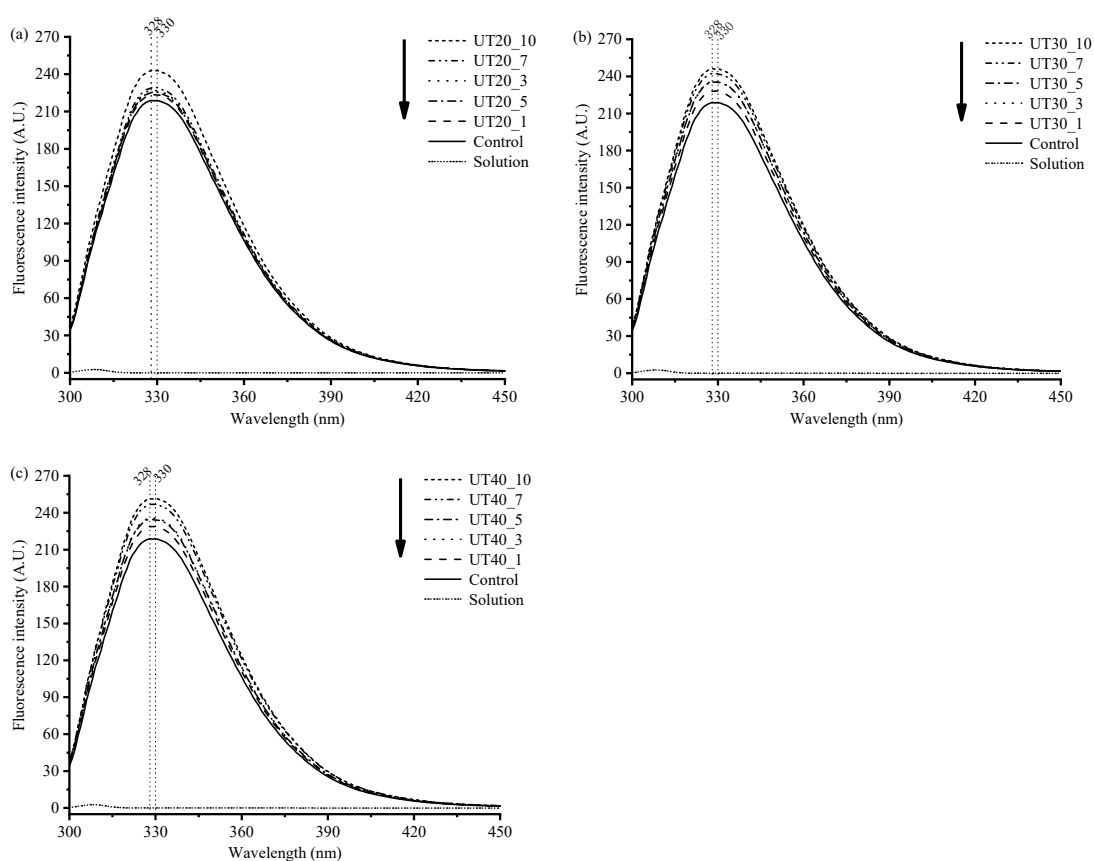 (a)
328
330
270
240
210
180
150
120
90
60
30
0
Fluorescence intensity (A.U.)
300
330
360
390
420
450
Wavelength (nm)
UT20_10
UT20_7
UT20_3
UT20_5
UT20_1
Control
Solution
(b)
328
330
270
240
210
180
150
120
90
60
30
0
Fluorescence intensity (A.U.)
300
330
360
390
420
450
Wavelength (nm)
UT30_10
UT30_7
UT30_5
UT30_3
UT30_1
Control
Solution
(c)
328
330
270
240
210
180
150
120
90
60
30
0
Fluorescence intensity (A.U.)
300
330
360
390
420
450
Wavelength (nm)
UT40_10
UT40_7
UT40_5
UT40_3
UT40_1
Control
Solution